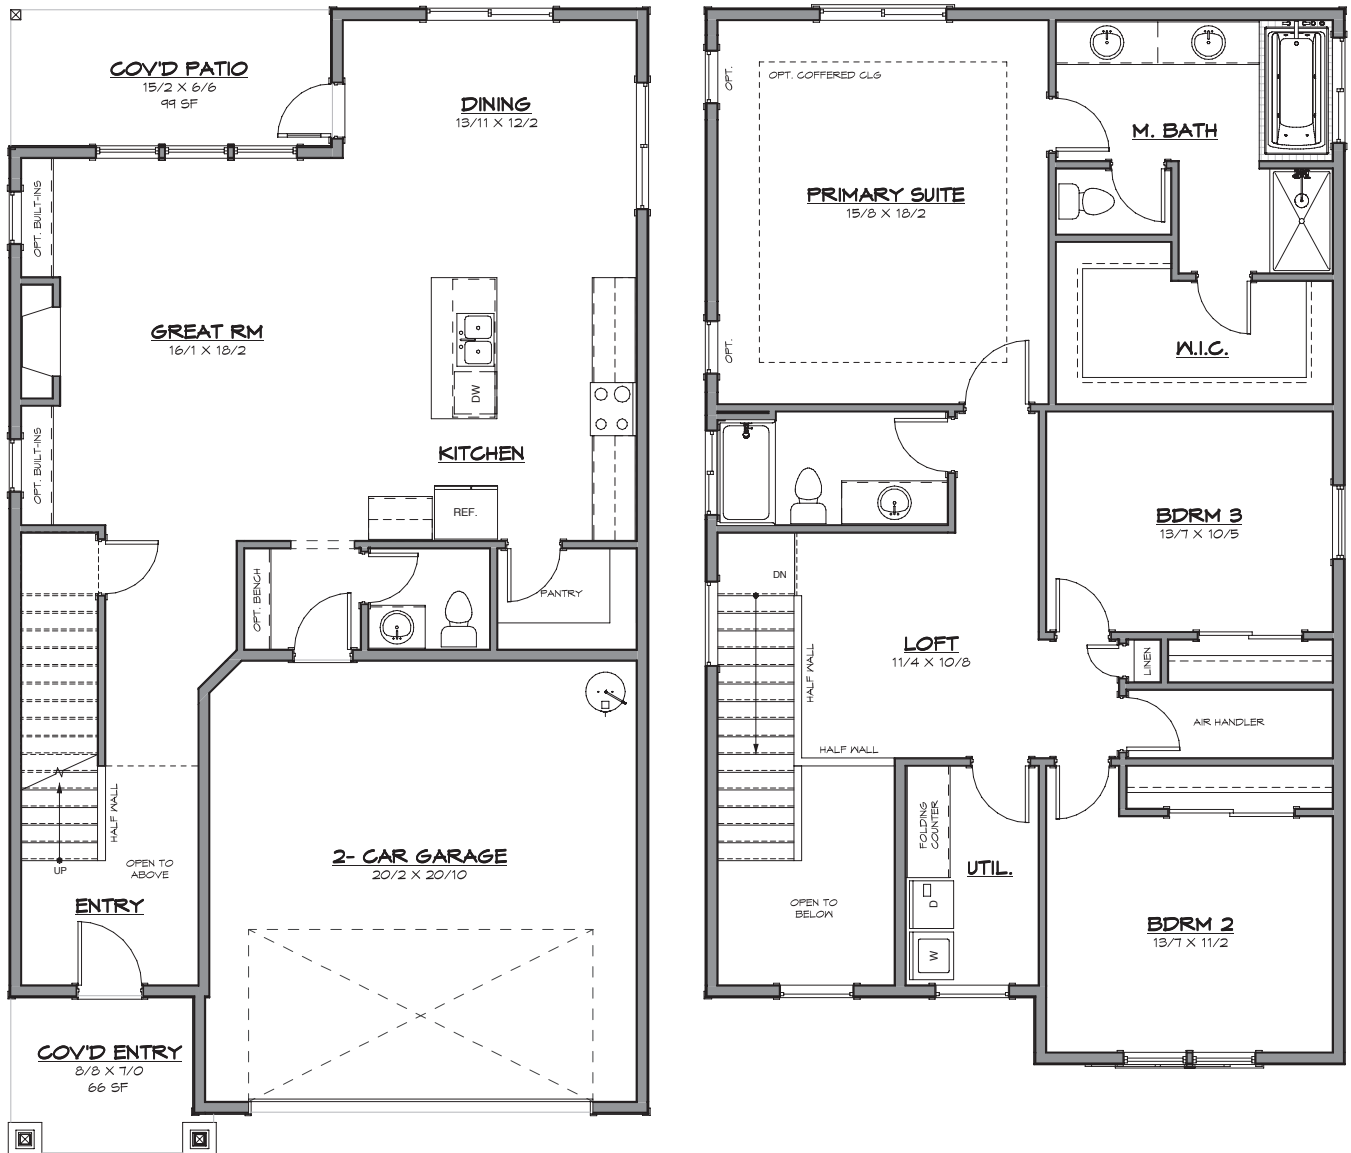 COV'D PATIO
15/2 X 6/6
99 SF
DINING
13/11 X 12/2
OPT. BUILT-INS
GREAT RM
16/1 X 18/2
DW
KITCHEN
OPT. BUILT-INS
REF.
OPT. BENCH
PANTRY
HALF WALL
UP
OPEN TO
ABOVE
2- CAR GARAGE
20/2 X 20/10
ENTRY
COV'D ENTRY
8/8 X 7/0
66 SF
OPT.
OPT. COFFERED CLG
M. BATH
PRIMARY SUITE
15/8 X 18/2
OPT.
W.I.C.
BDRM 3
13/7 X 10/5
DN
LOFT
11/4 X 10/8
HALF WALL
LINEN
AIR HANDLER
HALF WALL
FOLDING
COUNTER
UTIL.
D
OPEN TO
BELOW
W
BDRM 2
13/7 X 11/2